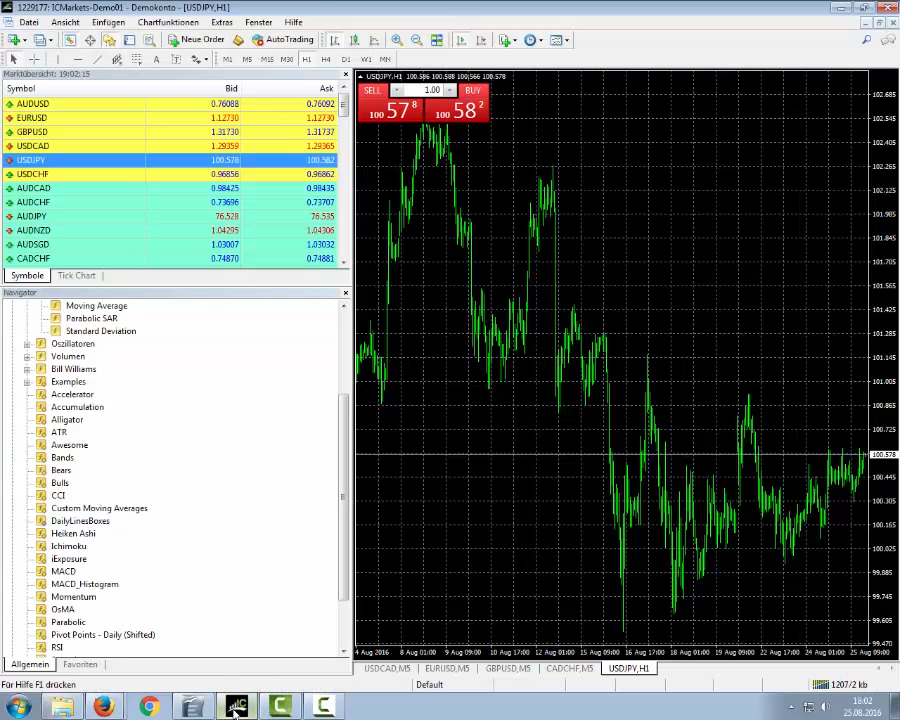 1229177: ICMarkets-Demo01 - Demokonto - [USDJPY,H1]
Datei Ansicht Einfügen Chartfunktionen Extras Fenster Hilfe
New Order AutoTrading
M1 M5 M15 M30 H1 H4 D1 W1 MN
Marktübersicht: 19:02:15
Symbol Bid Ask
AUDUSD 0.76088 0.76092
EURUSD 1.12730 1.12730
GBPUSD 1.31730 1.31737
USDCAD 1.29359 1.29365
USDJPY 100.578 100.582
USDCHF 0.96856 0.96862
AUDCAD 0.98425 0.98435
AUDCHF 0.73696 0.73707
AUDJPY 76.528 76.535
AUDNZD 1.04295 1.04306
AUDSGD 1.03007 1.03032
CADCHF 0.74870 0.74881
Symbole Tick Chart
Navigator
Moving Average
Parabolic SAR
Standard Deviation
Oszillatoren
Volumen
Bill Williams
Examples
Accelerator
Accumulation
Alligator
ATR
Awesome
Bands
Bears
Bulls
CCI
Custom Moving Averages
DailyLinesBoxes
Heiken Ashi
Ichimoku
iExposure
MACD
MACD_Histogram
Momentum
OsMA
Parabolic
Pivot Points - Daily (Shifted)
RSI
Allgemein Favoriten
USDJPY,H1 100.586 100.588 100.566 100.578
SELL 1.00 BUY
100 57 8 100 58 2
102.685
102.545
102.405
102.265
102.125
101.985
101.845
101.705
101.565
101.425
101.285
101.145
101.005
100.865
100.725
100.578
100.445
100.305
100.165
100.025
99.885
99.745
99.605
99.470
4 Aug 2016 8 Aug 01:00 9 Aug 09:00 10 Aug 17:00 12 Aug 01:00 15 Aug 09:00 16 Aug 17:00 18 Aug 01:00 19 Aug 09:00 22 Aug 17:00 24 Aug 01:00 25 Aug 09:00
USDCAD,M5 EURUSD,M5 GBPUSD,M5 CADCHF,M5 USDJPY,H1
Für Hilfe F1 drücken Default 1207/2 kb
IC
18:02
25.08.2016